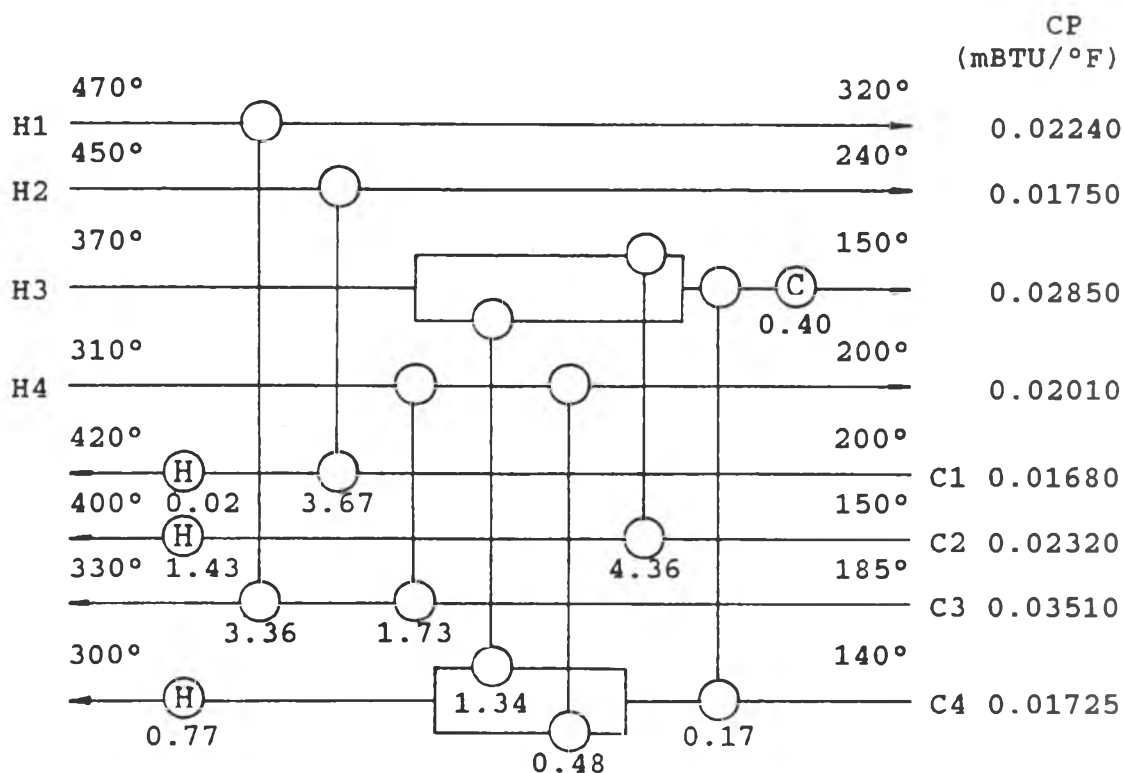 CP
(mBTU/°F)
470° 320°
H1 0.02240
450° 240°
H2 0.01750
370° 150°
H3 C 0.02850
0.40
310° 200°
H4 0.02010
420° 200°
H C1 0.01680
400° 0.02 3.67 150°
H C2 0.02320
330° 1.43 4.36 185°
C3 0.03510
3.36 1.73
300° 140°
H 1.34 C4 0.01725
0.77 0.48 0.17